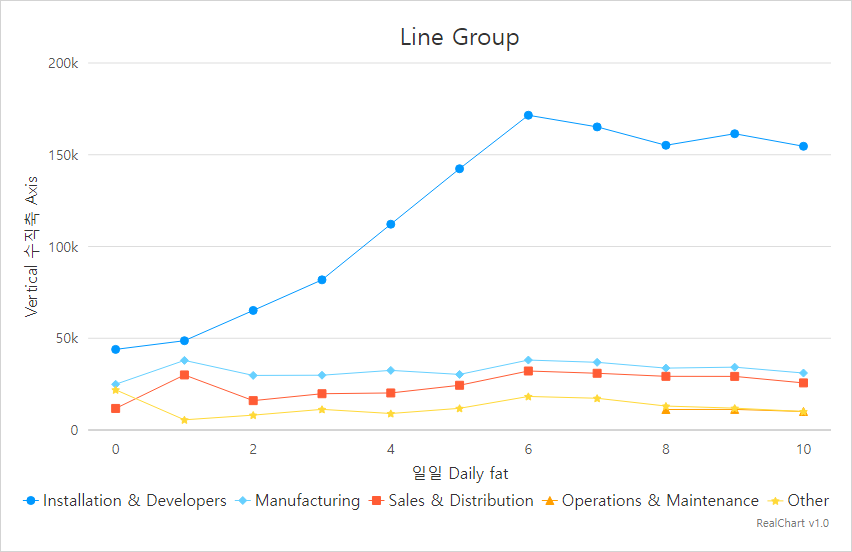 Line Group
200k
150k
100k
50k
0
Vertical 수직축 Axis
0 2 4 6 8 10
일일 Daily fat
Installation & Developers Manufacturing Sales & Distribution Operations & Maintenance Other
RealChart v1.0